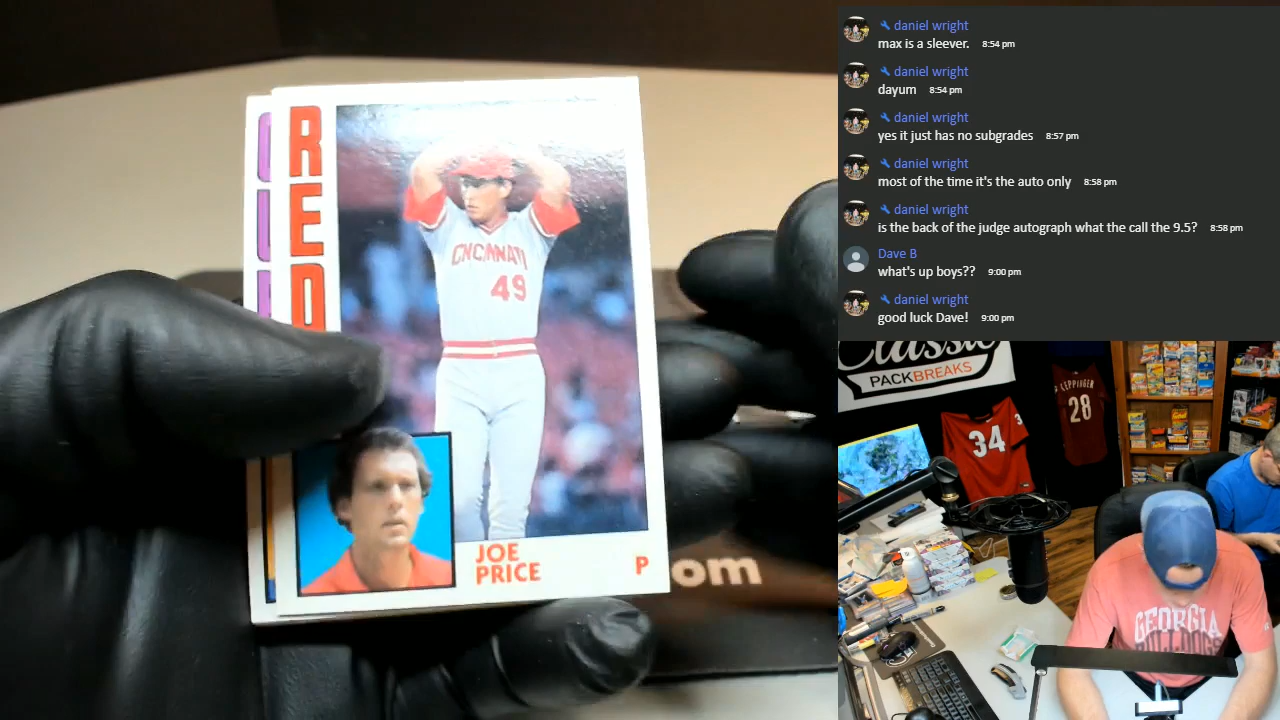 RED
CINCINNATI
49
JOE
PRICE
P
om
daniel wright
max is a sleever. 8:54 pm
daniel wright
dayum 8:54 pm
daniel wright
yes it just has no subgrades 8:57 pm
daniel wright
most of the time it's the auto only 8:58 pm
daniel wright
is the back of the judge autograph what the call the 9.5? 8:58 pm
Dave B
what's up boys?? 9:00 pm
daniel wright
good luck Dave! 9:00 pm
Classic
PACKBREAKS
LEPPINGER
28
34
GEORGIA
BULLDOGS